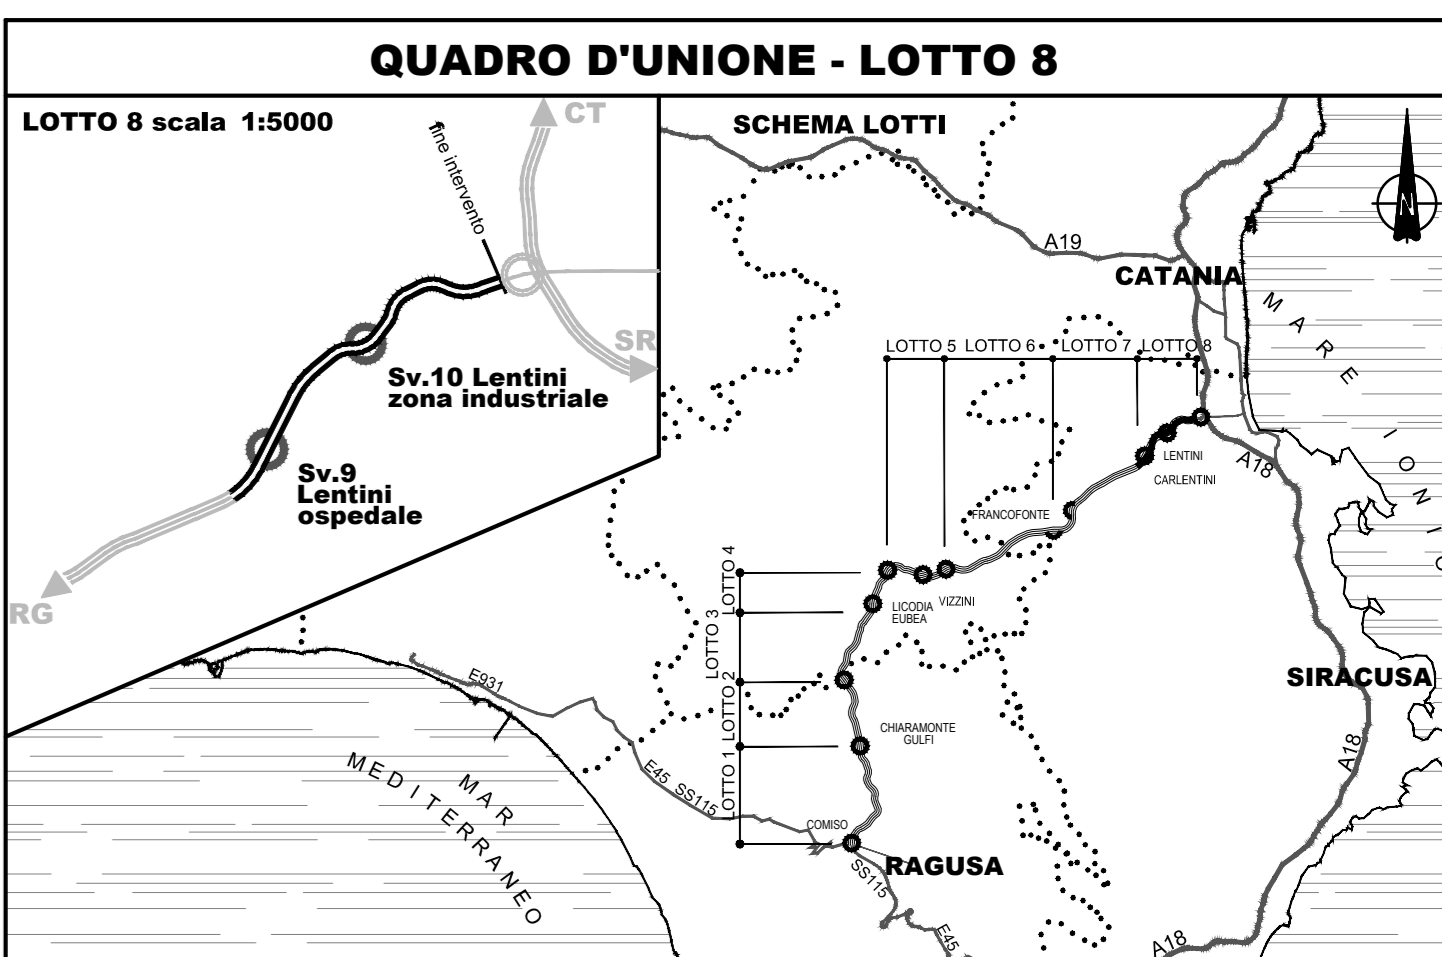 QUADRO D'UNIONE - LOTTO 8
LOTTO 8 scala 1:5000
CT
fine intervento
SR
Sv.10 Lentini
zona industriale
Sv.9
Lentini
ospedale
RG
SCHEMA LOTTI
N
A19
CATANIA
MARE
IONIO
LOTTO 5
LOTTO 6
LOTTO 7
LOTTO 8
LENTINI
CARLENTINI
A18
FRANCOFONTE
LOTTO 4
LOTTO 3
LOTTO 2
LOTTO 1
VIZZINI
LICODIA
EUBEA
SIRACUSA
E931
CHIARAMONTE
GULFI
A18
E45 SS115
MAR
MEDITERRANEO
COMISO
RAGUSA
SS115
E45
A18